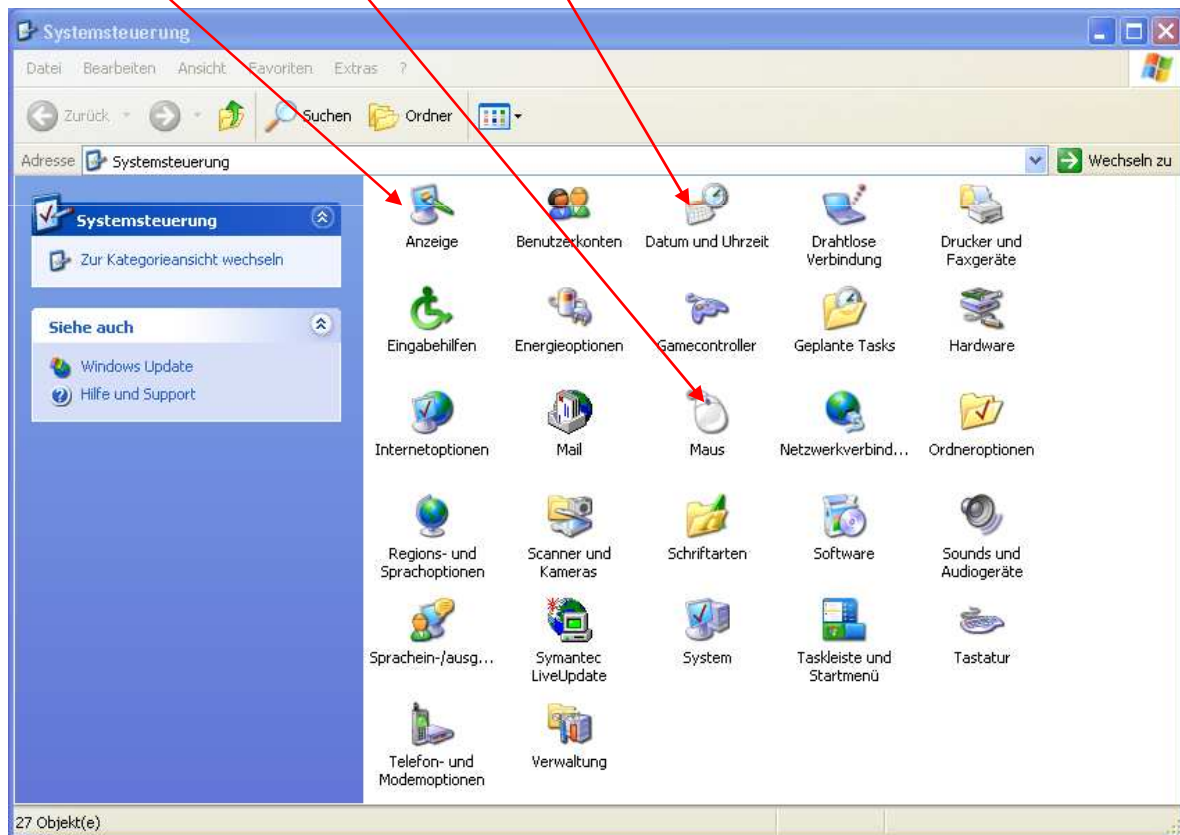 Systemsteuerung
Datei Bearbeiten Ansicht Favoriten Extras ?
Zurück Suchen Ordner
Adresse Systemsteuerung Wechseln zu
Systemsteuerung
Zur Kategorieansicht wechseln
Siehe auch
Windows Update
Hilfe und Support
Anzeige
Benutzerkonten
Datum und Uhrzeit
Drahtlose
Verbindung
Drucker und
Faxgeräte
Eingabehilfen
Energieoptionen
Gamecontroller
Geplante Tasks
Hardware
Internetoptionen
Mail
Maus
Netzwerkverbind...
Ordneroptionen
Regions- und
Sprachoptionen
Scanner und
Kameras
Schriftarten
Software
Sounds und
Audiogeräte
Sprachein-/ausg...
Symantec
LiveUpdate
System
Taskleiste und
Startmenü
Tastatur
Telefon- und
Modemoptionen
Verwaltung
27 Objekt(e)